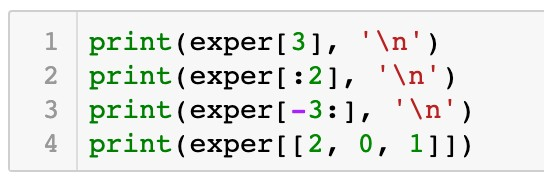 1 print(exper[3], '\n')
2 print(exper[:2], '\n')
3 print(exper[-3:], '\n')
4 print(exper[[2, 0, 1]])